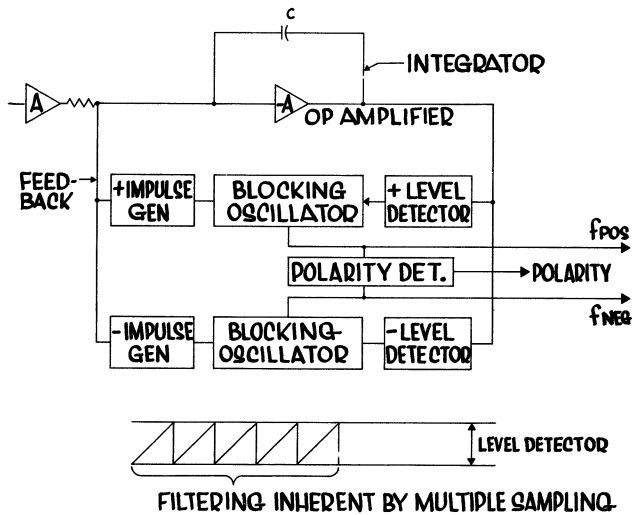 C
INTEGRATOR
A
-A
OP AMPLIFIER
FEED-
BACK
+IMPULSE
GEN
BLOCKING
OSCILLATOR
+LEVEL
DETECTOR
fPOS
POLARITY DET.
POLARITY
fNEG
-IMPULSE
GEN
BLOCKING
OSCILLATOR
-LEVEL
DETECTOR
LEVEL DETECTOR
FILTERING INHERENT BY MULTIPLE SAMPLING